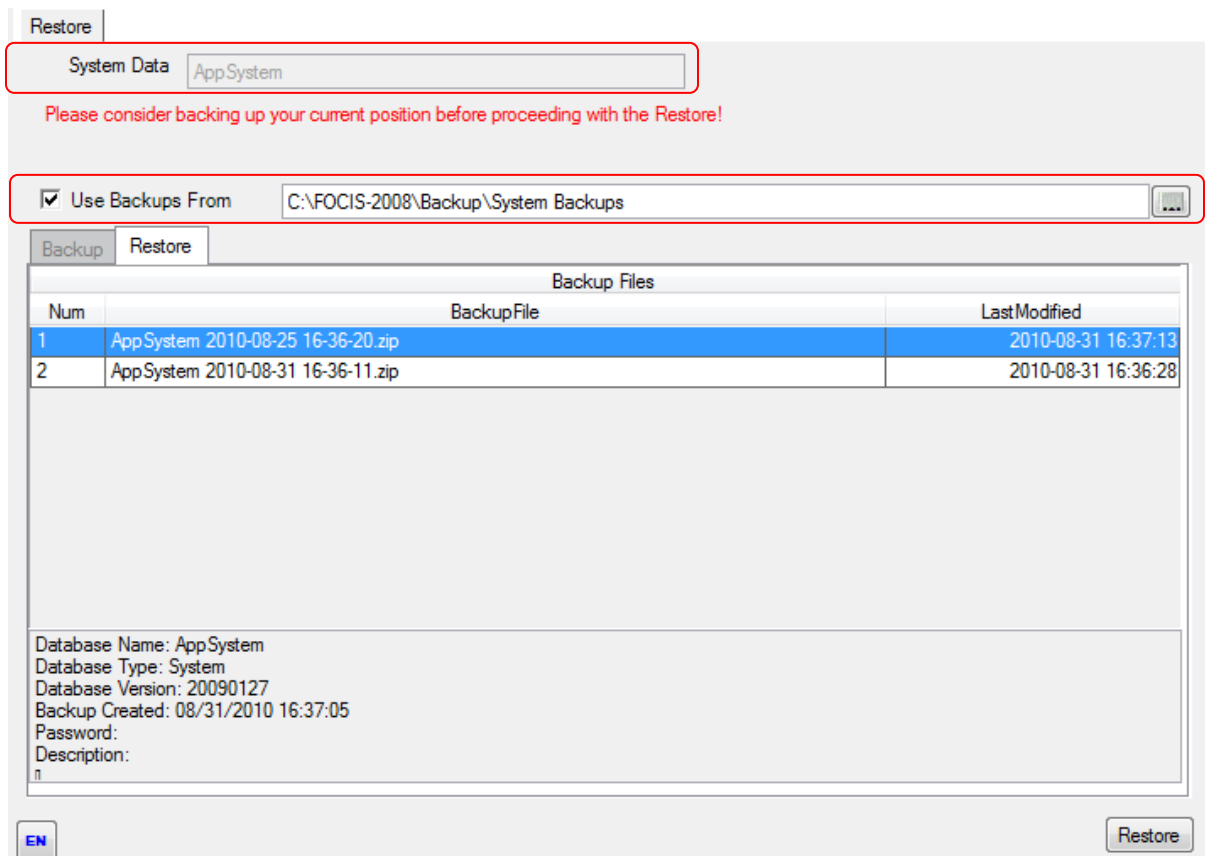 Restore
System Data AppSystem
Please consider backing up your current position before proceeding with the Restore!
Use Backups From C:\FOCIS-2008\Backup\System Backups ...
Backup Restore
Backup Files
Num BackupFile LastModified
1 AppSystem 2010-08-25 16-36-20.zip 2010-08-31 16:37:13
2 AppSystem 2010-08-31 16-36-11.zip 2010-08-31 16:36:28
Database Name: AppSystem
Database Type: System
Database Version: 20090127
Backup Created: 08/31/2010 16:37:05
Password:
Description:
EN Restore